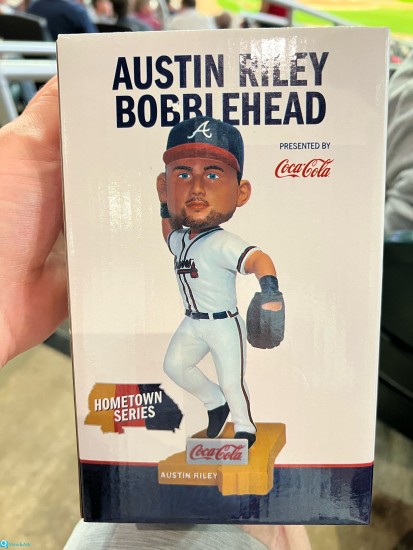 AUSTIN RILEY
BOBBLEHEAD
PRESENTED BY
Coca-Cola
A
HOMETOWN
SERIES
Coca-Cola
AUSTIN RILEY